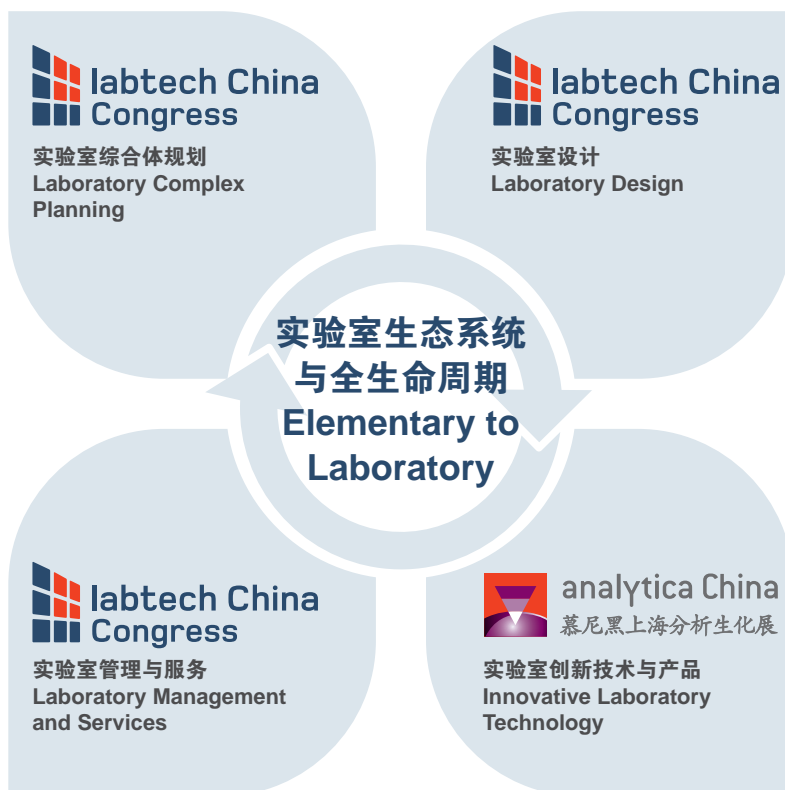 labtech China
Congress
实验室综合体规划
Laboratory Complex
Planning
labtech China
Congress
实验室设计
Laboratory Design
实验室生态系统
与全生命周期
Elementary to
Laboratory
labtech China
Congress
实验室管理与服务
Laboratory Management
and Services
analytica China
慕尼黑上海分析生化展
实验室创新技术与产品
Innovative Laboratory
Technology